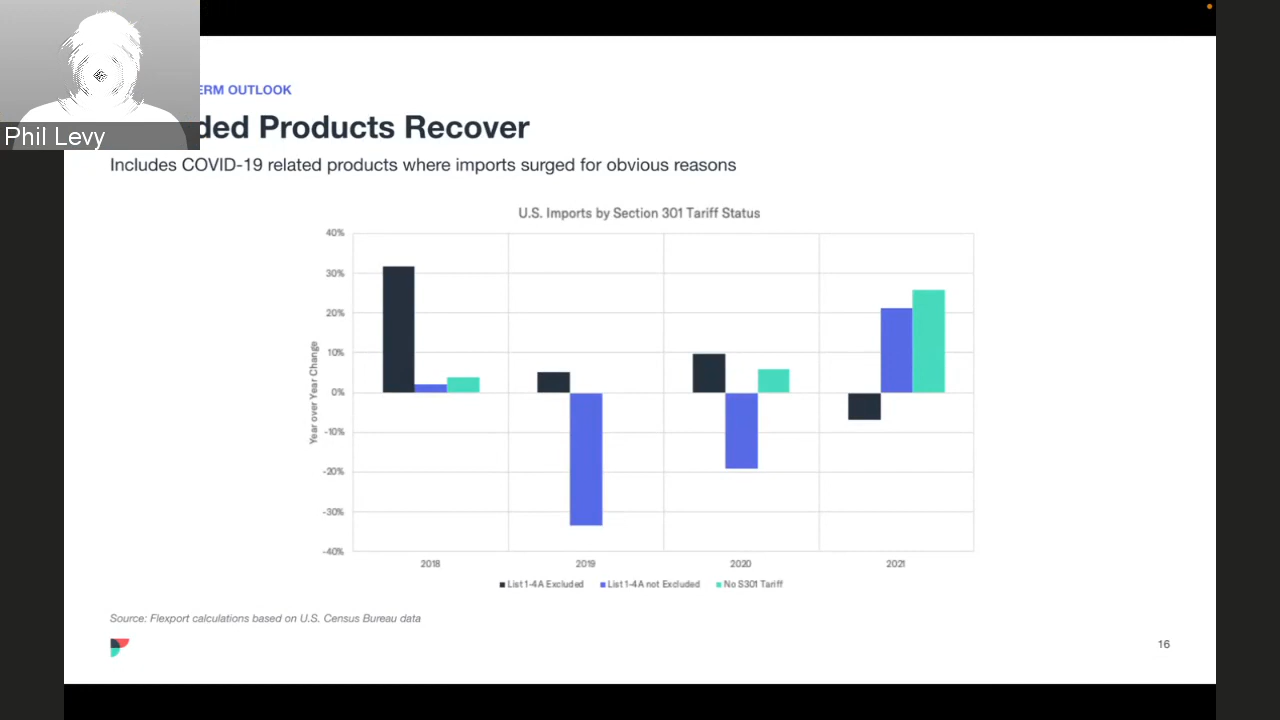 Phil Levy
ERM OUTLOOK
ded Products Recover
Includes COVID-19 related products where imports surged for obvious reasons
U.S. Imports by Section 301 Tariff Status
Year over Year Change
40%
30%
20%
10%
0%
-10%
-20%
-30%
-40%
2018 2019 2020 2021
List 1-4A Excluded List 1-4A not Excluded No S301 Tariff
Source: Flexport calculations based on U.S. Census Bureau data
16